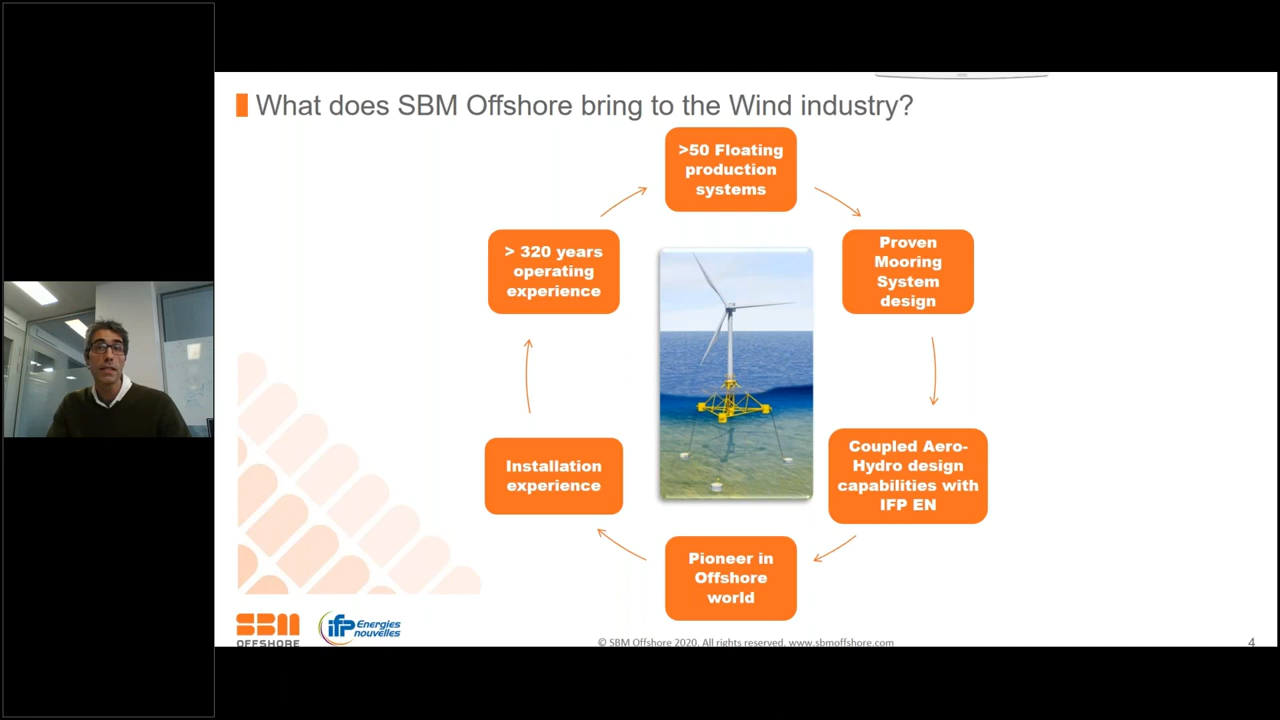 What does SBM Offshore bring to the Wind industry?
>50 Floating
production
systems
Proven
Mooring
System
design
Coupled Aero-
Hydro design
capabilities with
IFP EN
Pioneer in
Offshore
world
Installation
experience
> 320 years
operating
experience
SBM
OFFSHORE
ifp Energies
nouvelles
© SBM Offshore 2020. All rights reserved. www.sbmoffshore.com
4